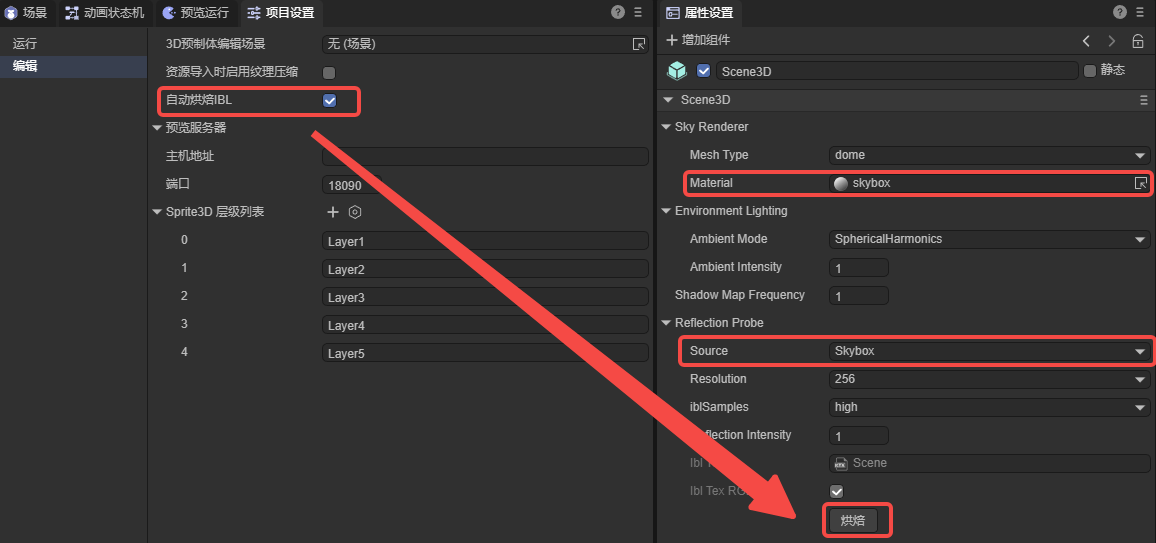 场景 动画状态机 预览运行 项目设置
运行
编辑
3D预制体编辑场景 无 (场景)
资源导入时启用纹理压缩
自动烘焙IBL
预览服务器
主机地址
端口 18090
Sprite3D 层级列表
0 Layer1
1 Layer2
2 Layer3
3 Layer4
4 Layer5
属性设置
增加组件
Scene3D 静态
Scene3D
Sky Renderer
Mesh Type dome
Material skybox
Environment Lighting
Ambient Mode SphericalHarmonics
Ambient Intensity 1
Shadow Map Frequency 1
Reflection Probe
Source Skybox
Resolution 256
iblSamples high
flection Intensity 1
Ibl Scene
Ibl Tex RG
烘焙